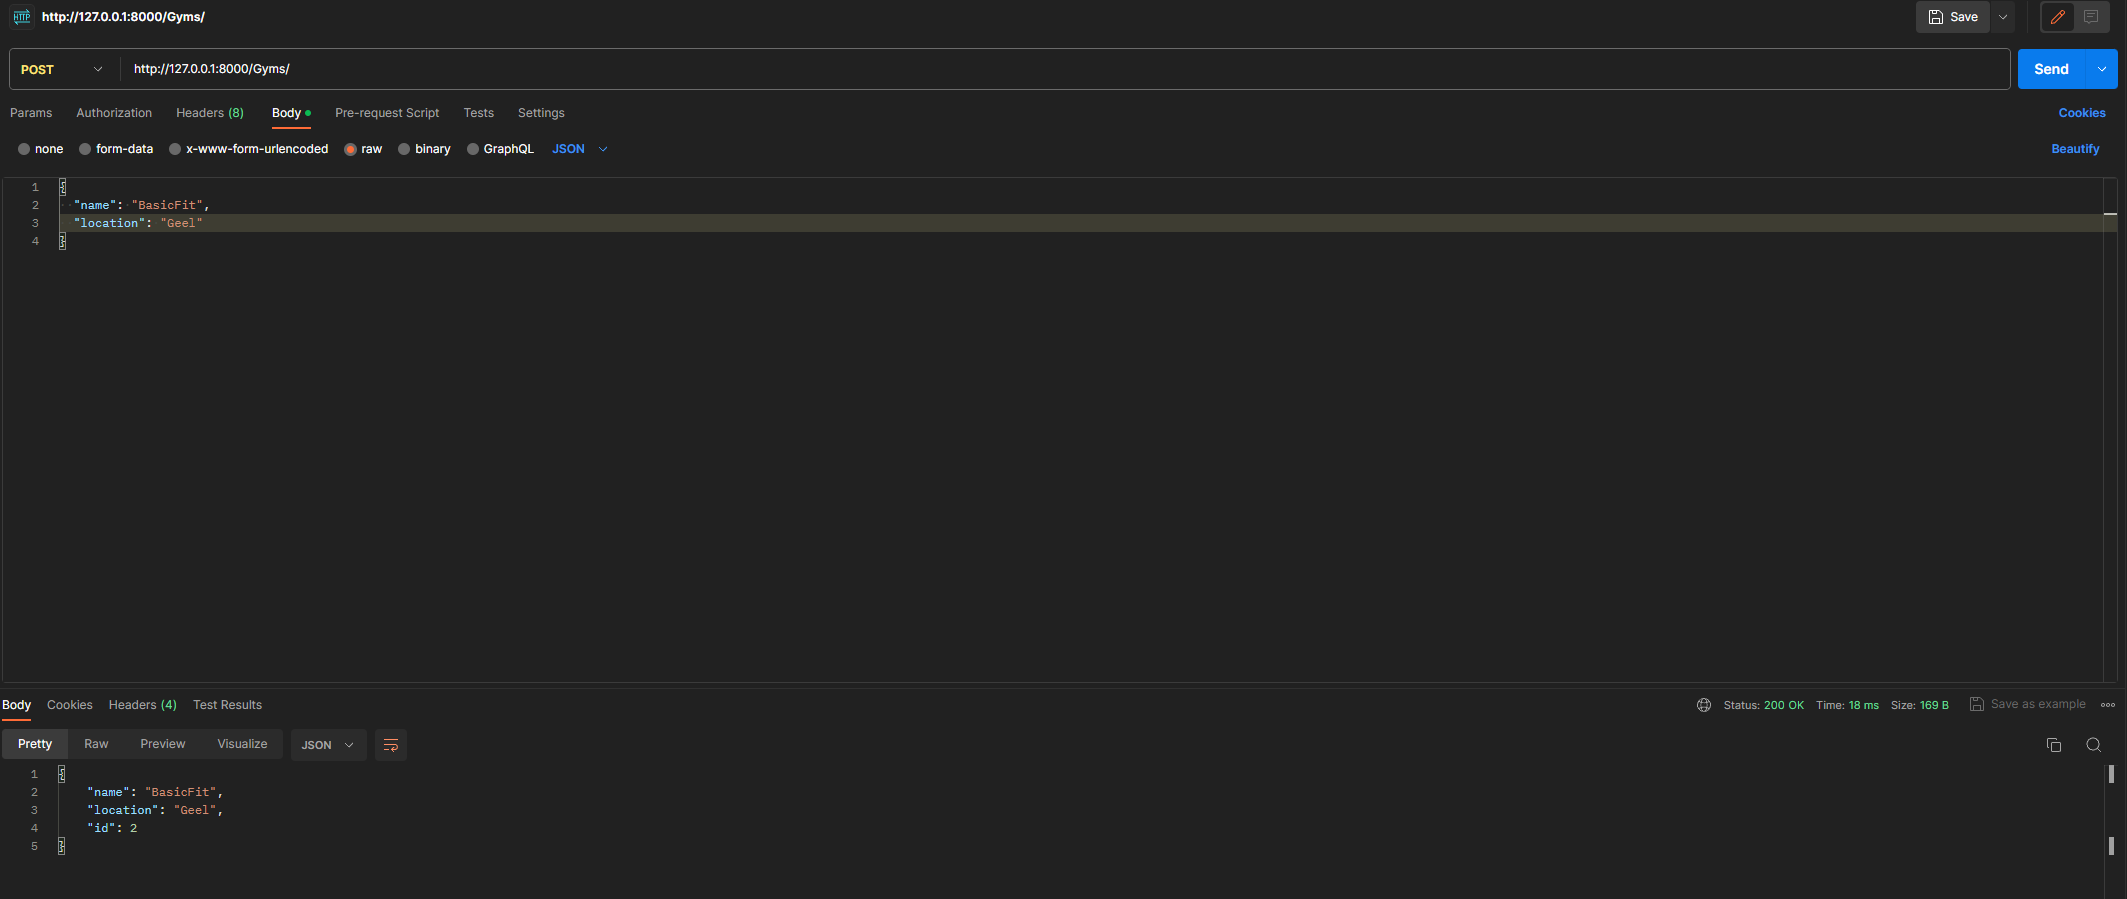 HTTP http://127.0.0.1:8000/Gyms/ Save
POST http://127.0.0.1:8000/Gyms/ Send
Params Authorization Headers (8) Body Pre-request Script Tests Settings Cookies
none form-data x-www-form-urlencoded raw binary GraphQL JSON Beautify
1 {
2 "name": "BasicFit",
3 "location": "Geel"
4 }
Body Cookies Headers (4) Test Results Status: 200 OK Time: 18 ms Size: 169 B Save as example
Pretty Raw Preview Visualize JSON
1 {
2 "name": "BasicFit",
3 "location": "Geel",
4 "id": 2
5 }